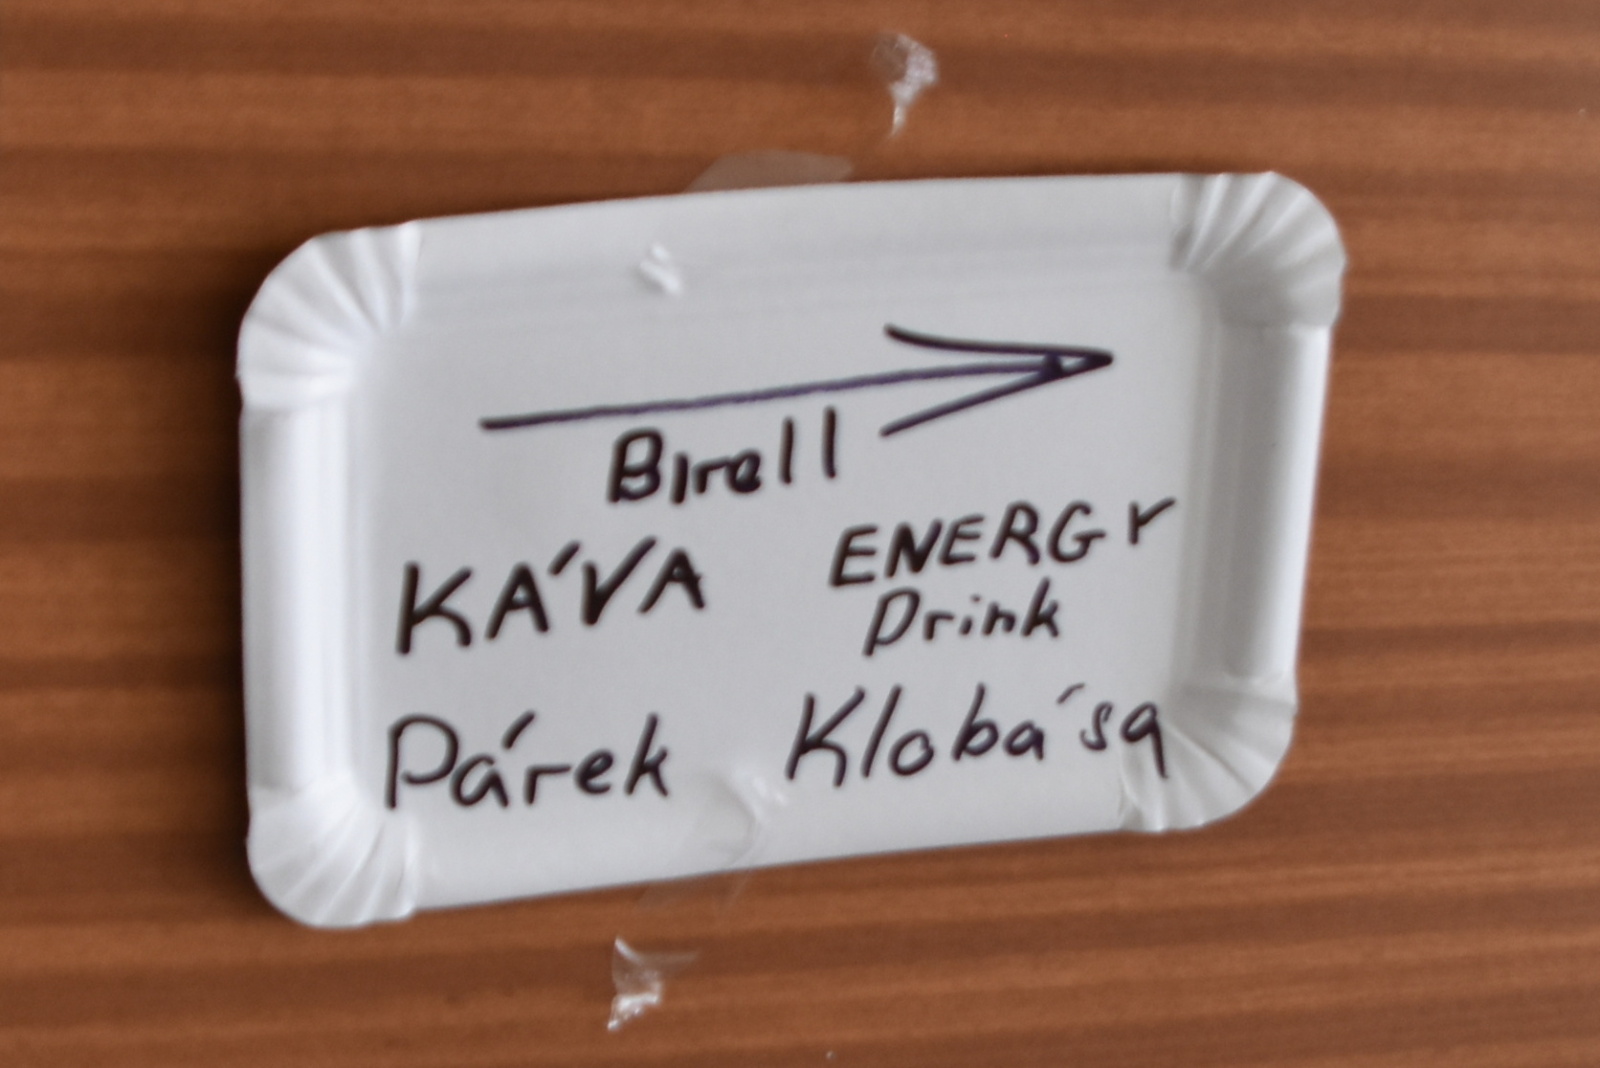 Birell
KÁVA ENERGY
Drink
Párek Klobása